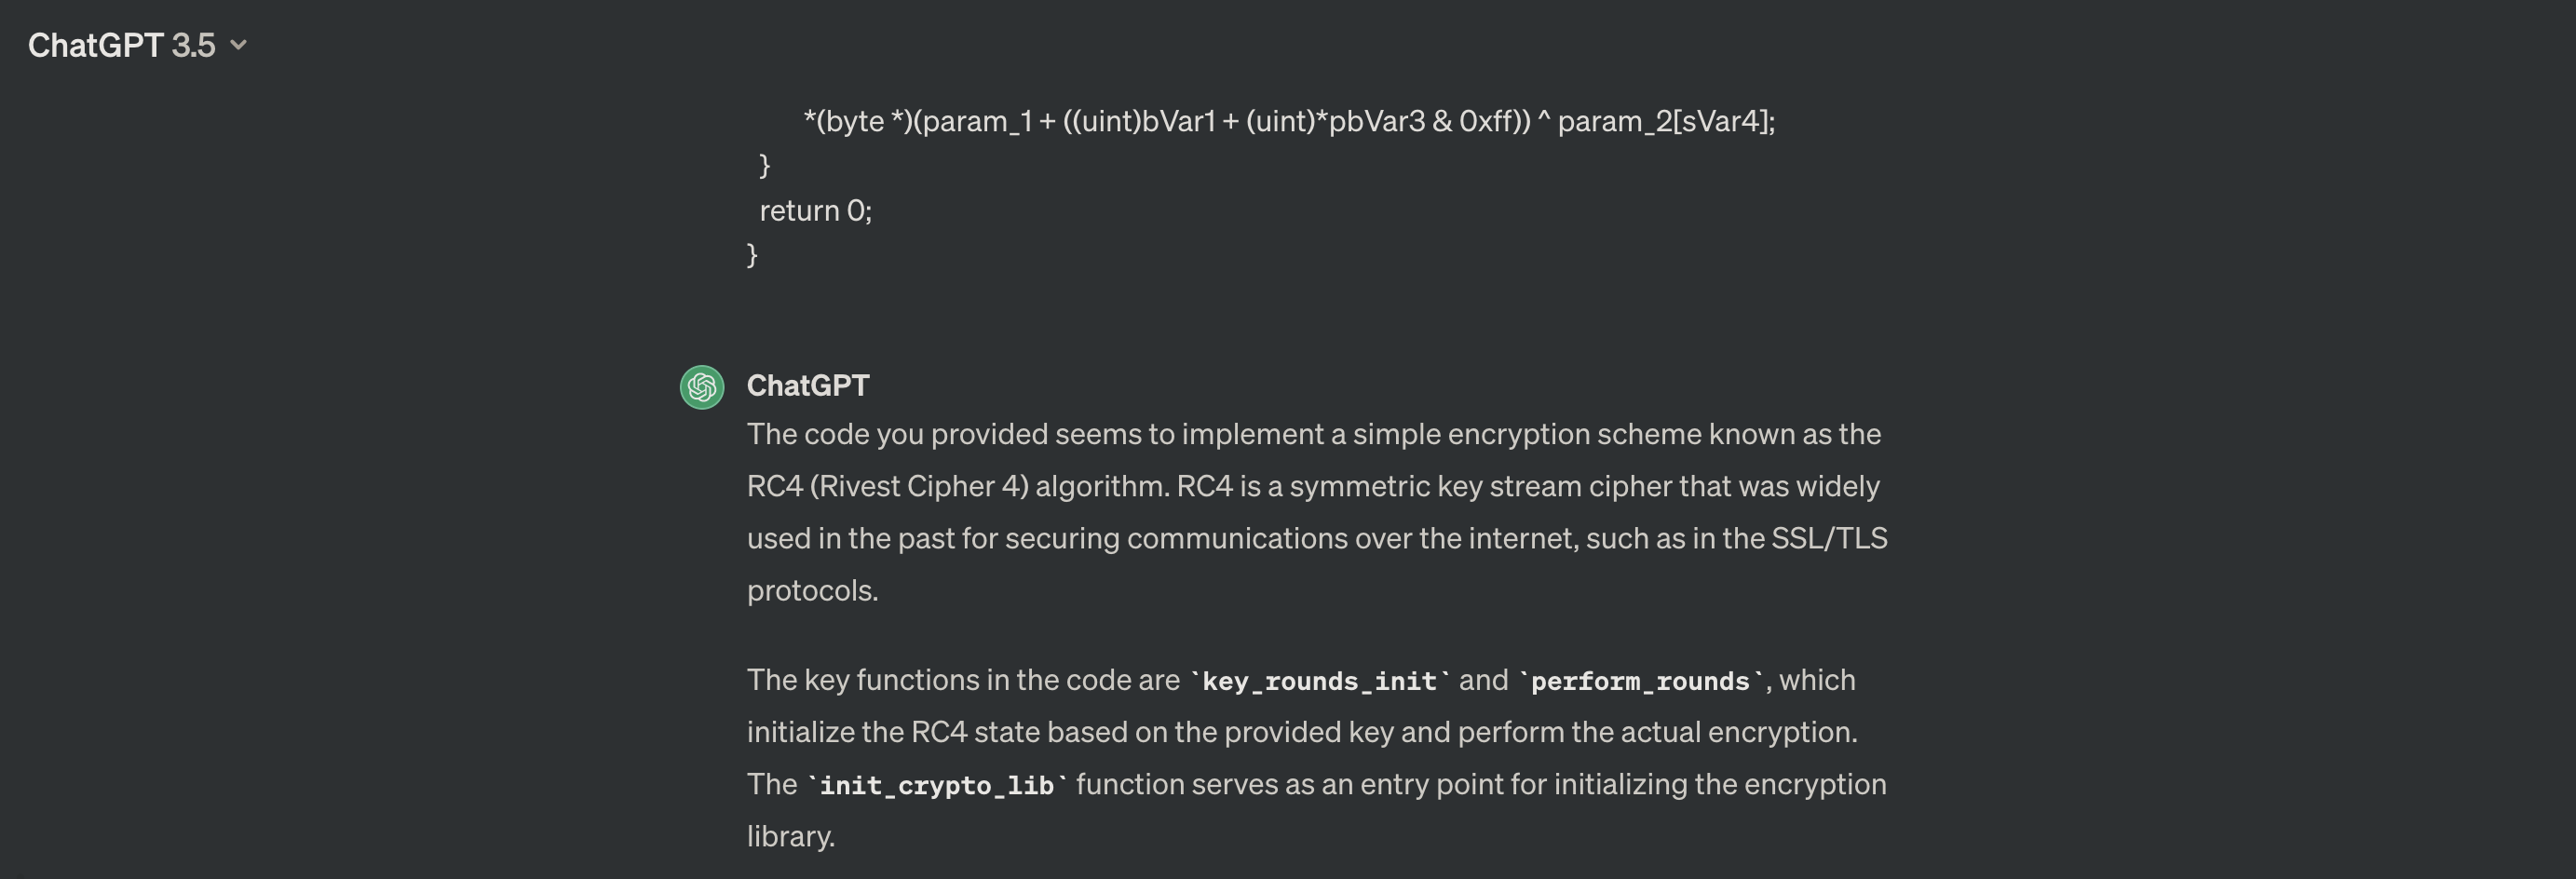 ChatGPT 3.5
*(byte *)(param_1 + ((uint)bVar1 + (uint)*pbVar3 & 0xff)) ^ param_2[sVar4];
}
return 0;
}
ChatGPT
The code you provided seems to implement a simple encryption scheme known as the
RC4 (Rivest Cipher 4) algorithm. RC4 is a symmetric key stream cipher that was widely
used in the past for securing communications over the internet, such as in the SSL/TLS
protocols.
The key functions in the code are `key_rounds_init` and `perform_rounds`, which
initialize the RC4 state based on the provided key and perform the actual encryption.
The `init_crypto_lib` function serves as an entry point for initializing the encryption
library.